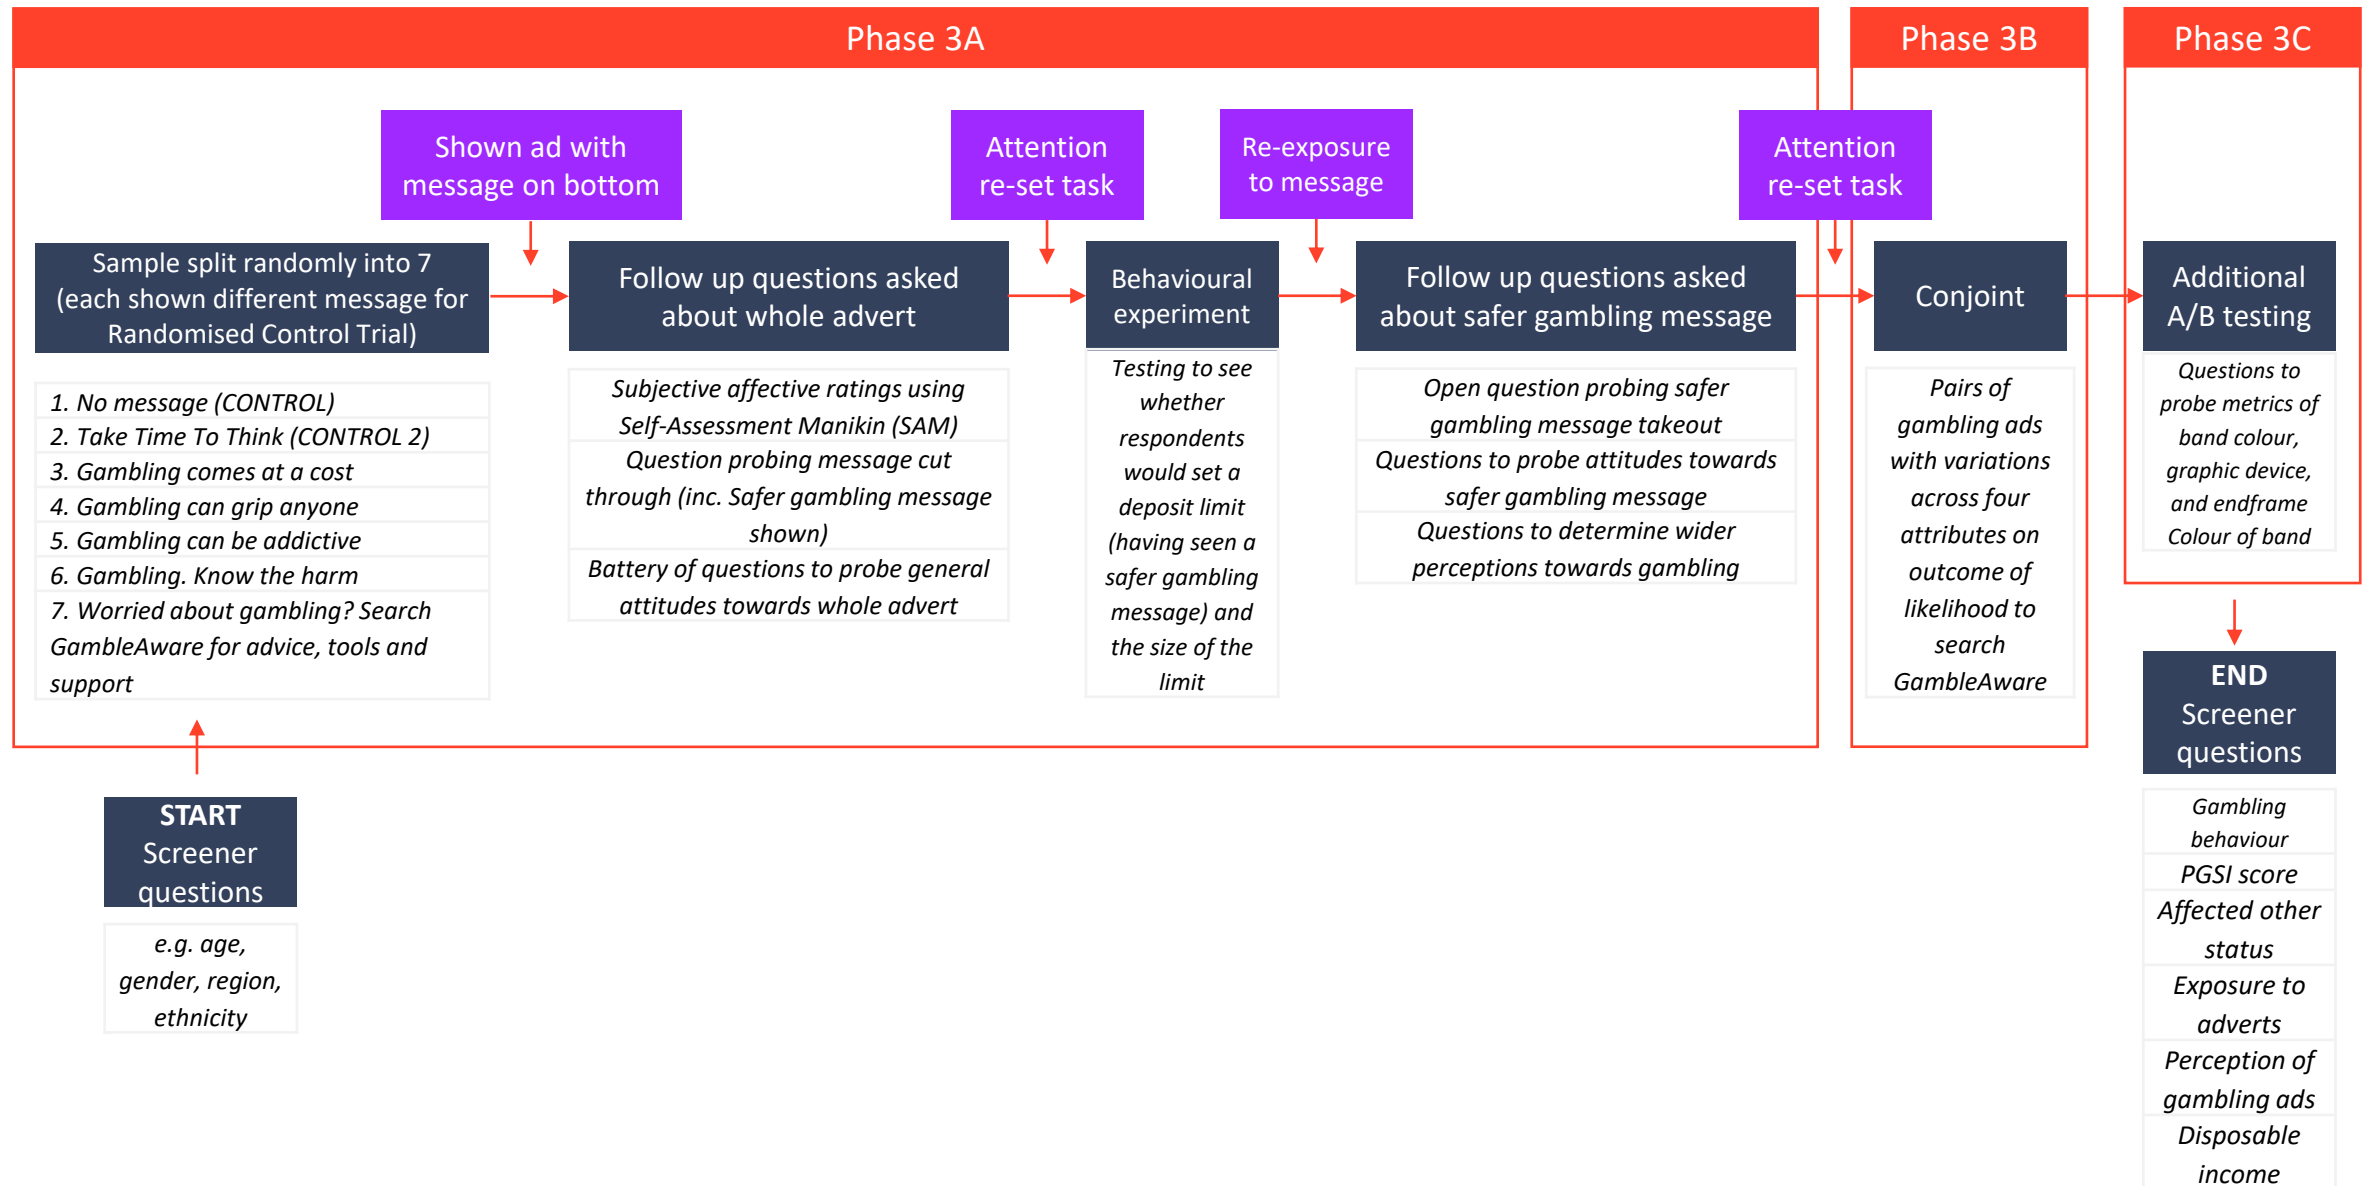 Phase 3A
Phase 3B
Phase 3C
Shown ad with
message on bottom
Attention
re-set task
Re-exposure
to message
Attention
re-set task
Sample split randomly into 7
(each shown different message for
Randomised Control Trial)
1. No message (CONTROL)
2. Take Time To Think (CONTROL 2)
3. Gambling comes at a cost
4. Gambling can grip anyone
5. Gambling can be addictive
6. Gambling. Know the harm
7. Worried about gambling? Search
GambleAware for advice, tools and
support
Follow up questions asked
about whole advert
Subjective affective ratings using
Self-Assessment Manikin (SAM)
Question probing message cut
through (inc. Safer gambling message
shown)
Battery of questions to probe general
attitudes towards whole advert
Behavioural
experiment
Testing to see
whether
respondents
would set a
deposit limit
(having seen a
safer gambling
message) and
the size of the
limit
Follow up questions asked
about safer gambling message
Open question probing safer
gambling message takeout
Questions to probe attitudes towards
safer gambling message
Questions to determine wider
perceptions towards gambling
Conjoint
Pairs of
gambling ads
with variations
across four
attributes on
outcome of
likelihood to
search
GambleAware
Additional
A/B testing
Questions to
probe metrics of
band colour,
graphic device,
and endframe
Colour of band
START
Screener
questions
e.g. age,
gender, region,
ethnicity
END
Screener
questions
Gambling
behaviour
PGSI score
Affected other
status
Exposure to
adverts
Perception of
gambling ads
Disposable
income